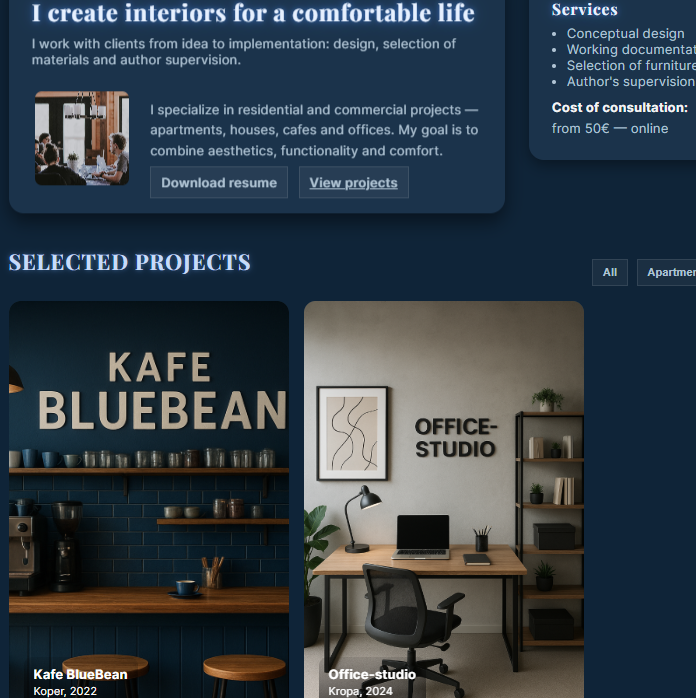 I create interiors for a comfortable life
I work with clients from idea to implementation: design, selection of
materials and author supervision.
I specialize in residential and commercial projects —
apartments, houses, cafes and offices. My goal is to
combine aesthetics, functionality and comfort.
Download resume
View projects
Services
Conceptual design
Working documentat
Selection of furniture
Author's supervision
Cost of consultation:
from 50€ — online
SELECTED PROJECTS
All
Apartmen
KAFE
BLUEBEAN
Kafe BlueBean
Koper, 2022
OFFICE-
STUDIO
Office-studio
Kropa, 2024